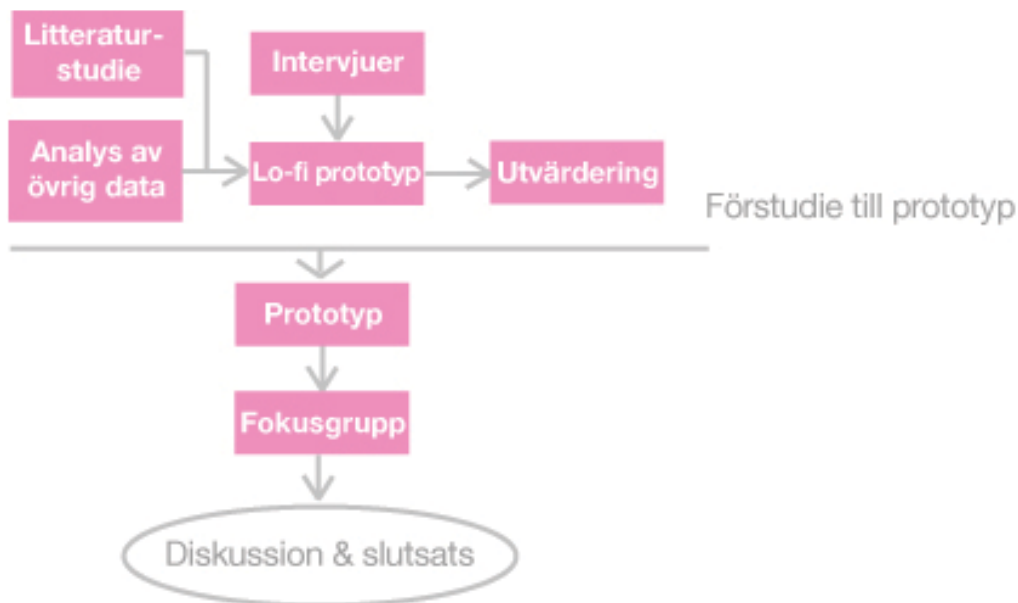 Litteratur-
studie
Intervjuer
Analys av
övrig data
Lo-fi prototyp
Utvärdering
Förstudie till prototyp
Prototyp
Fokusgrupp
Diskussion & slutsats